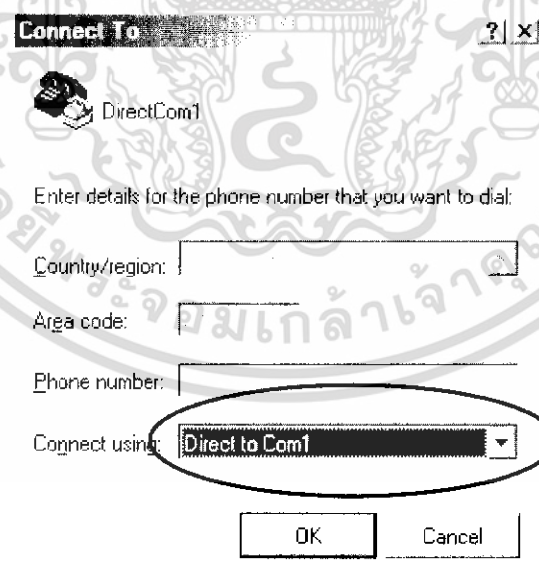 Connect To
DirectCom1
Enter details for the phone number that you want to dial:
Country/region:
Area code:
Phone number:
Connect using: Direct to Com1
OK Cancel